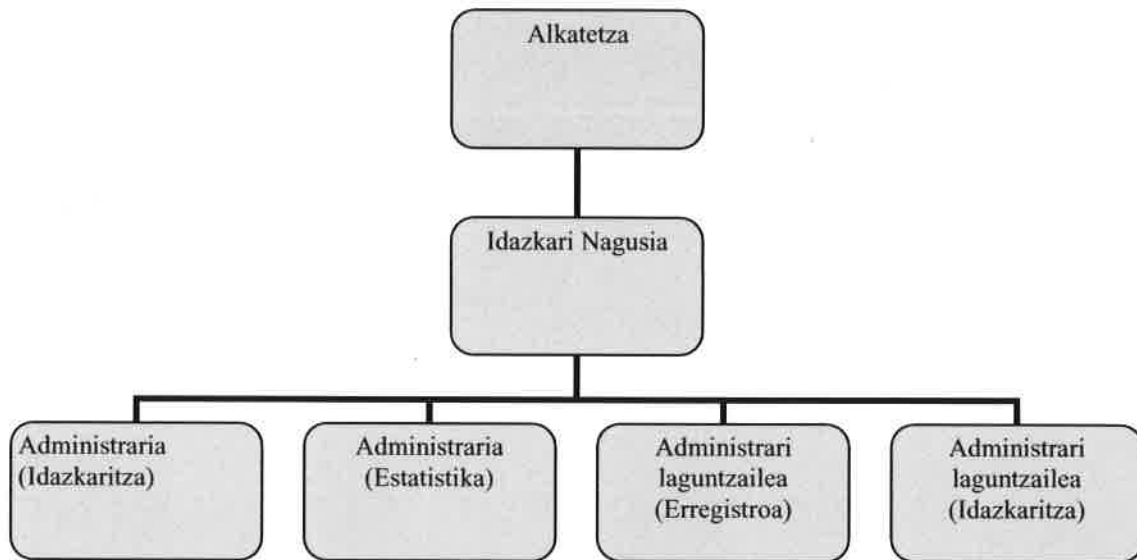 Alkatetza
Idazkari Nagusia
Administraria
(Idazkaritza)
Administraria
(Estatistika)
Administrari
laguntzailea
(Erregistroa)
Administrari
laguntzailea
(Idazkaritza)